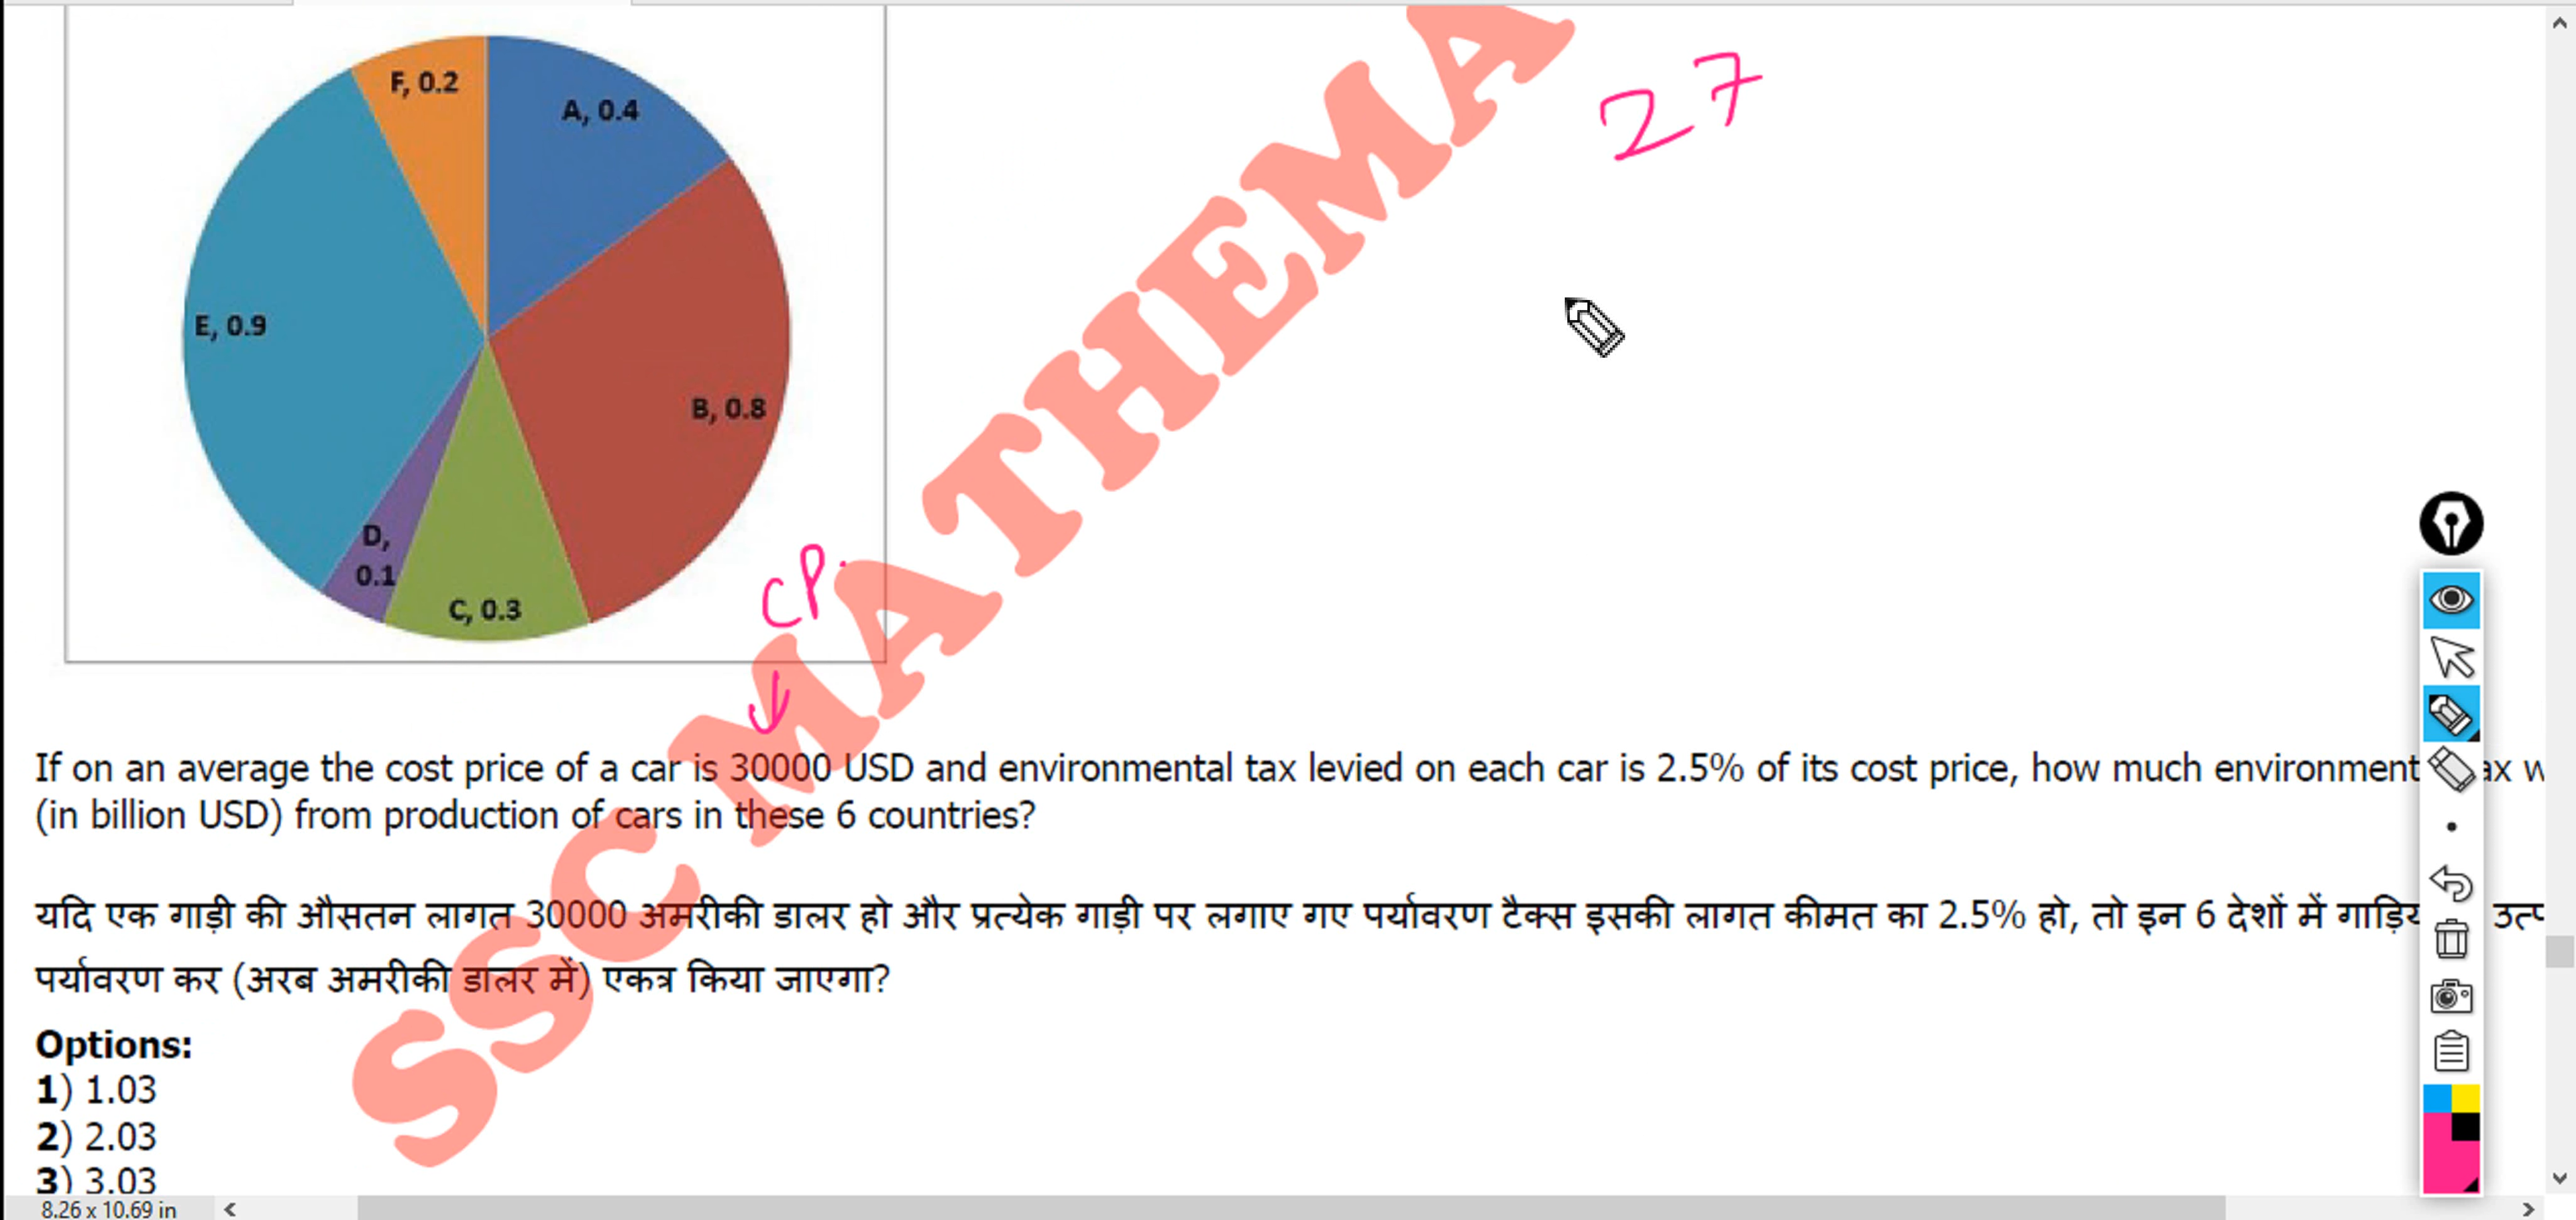 F, 0.2
A, 0.4
27
E, 0.9
B, 0.8
D,
0.1
C, 0.3
CP.
SSC MATHEMA
If on an average the cost price of a car is 30000 USD and environmental tax levied on each car is 2.5% of its cost price, how much environment ax w
(in billion USD) from production of cars in these 6 countries?
यदि एक गाड़ी की औसतन लागत 30000 अमरीकी डालर हो और प्रत्येक गाड़ी पर लगाए गए पर्यावरण टैक्स इसकी लागत कीमत का 2.5% हो, तो इन 6 देशों में गाड़िय उत्प
पर्यावरण कर (अरब अमरीकी डालर में) एकत्र किया जाएगा?
Options:
1) 1.03
2) 2.03
3) 3.03
8.26 x 10.69 in